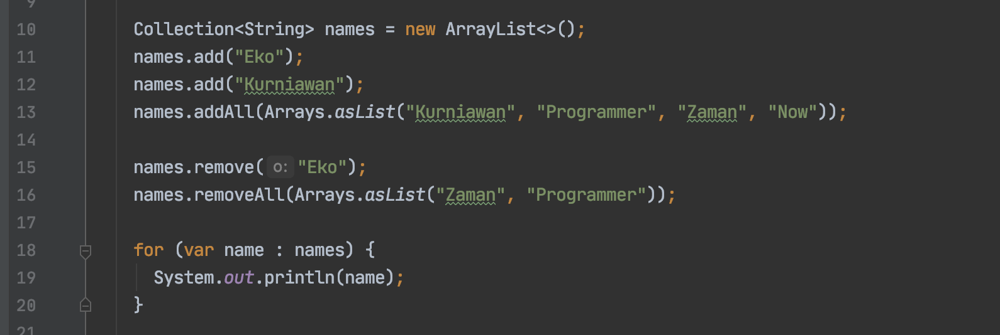 9
10 Collection<String> names = new ArrayList<>();
11 names.add("Eko");
12 names.add("Kurniawan");
13 names.addAll(Arrays.asList("Kurniawan", "Programmer", "Zaman", "Now"));
14
15 names.remove( o: "Eko");
16 names.removeAll(Arrays.asList("Zaman", "Programmer"));
17
18 for (var name : names) {
19 System.out.println(name);
20 }
21